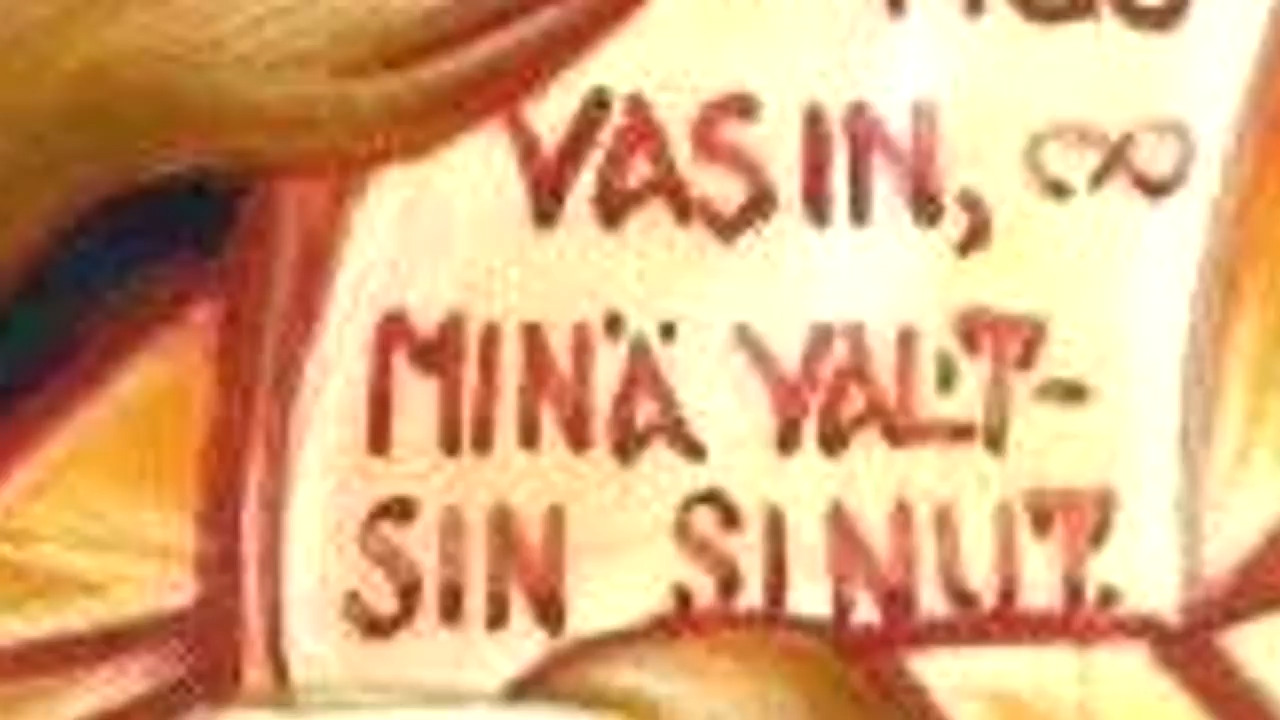 VASIN, ∞
MINÄ VALT-
SIN SINUT.